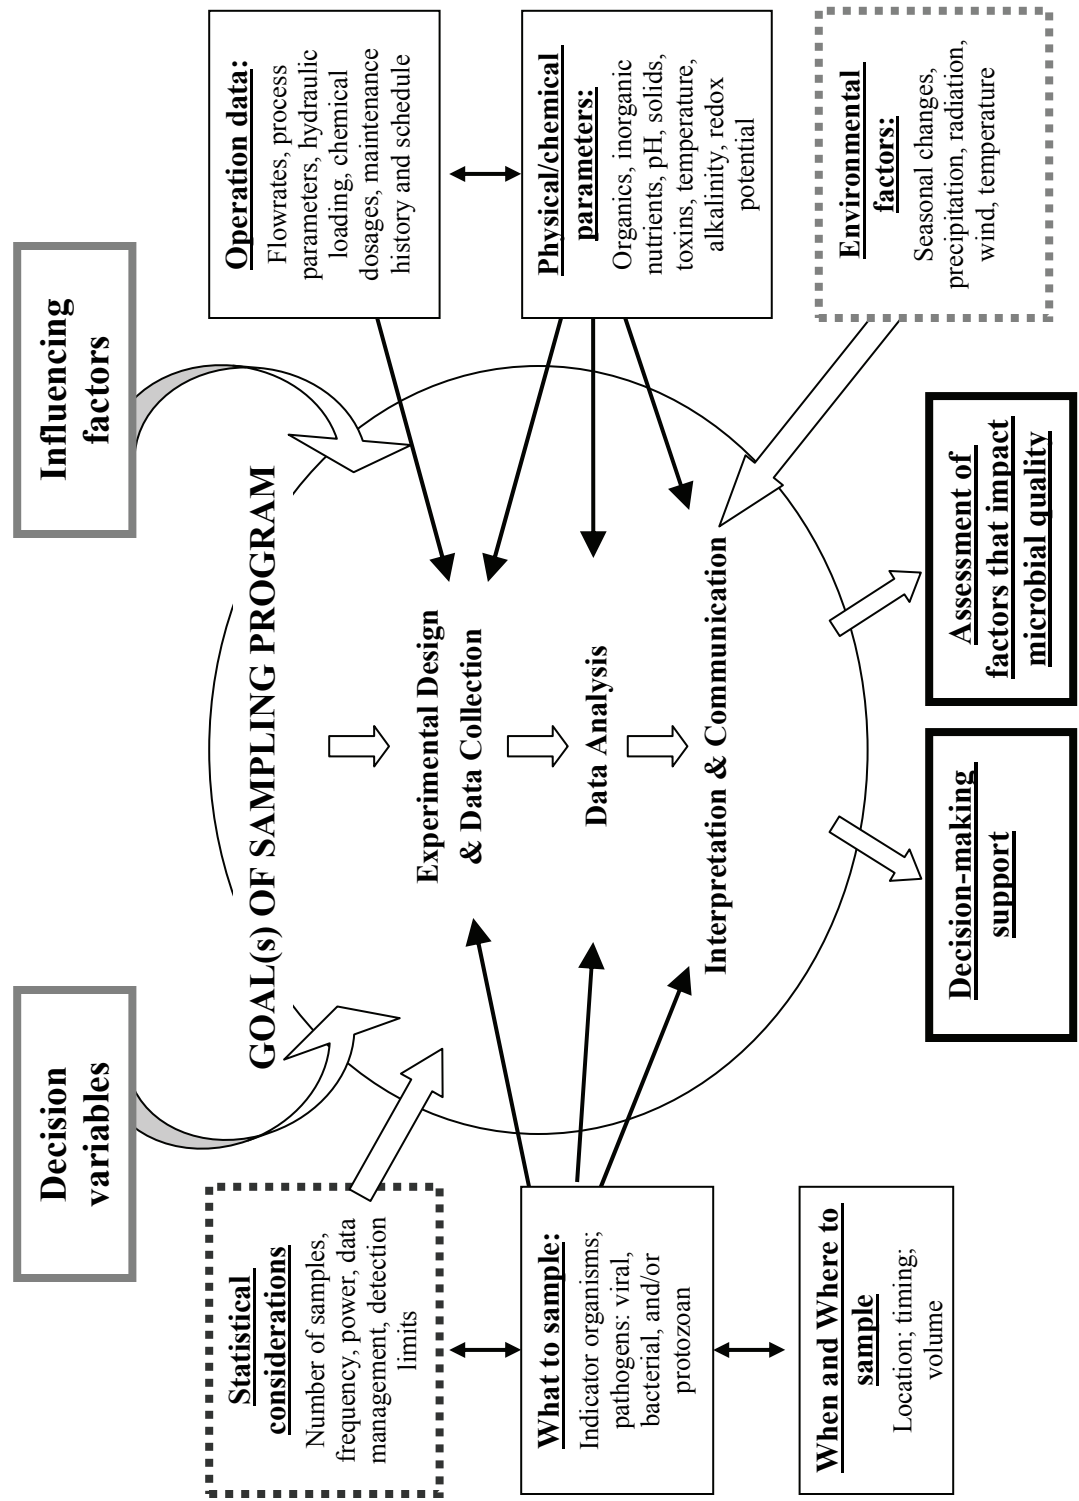 Decision
variables
Influencing
factors
Statistical
considerations
Number of samples,
frequency, power, data
management, detection
limits
GOAL(s) OF SAMPLING PROGRAM
Operation data:
Flowrates, process
parameters, hydraulic
loading, chemical
dosages, maintenance
history and schedule
Experimental Design
& Data Collection
What to sample:
Indicator organisms;
pathogens: viral,
bacterial, and/or
protozoan
Data Analysis
Physical/chemical
parameters:
Organics, inorganic
nutrients, pH, solids,
toxins, temperature,
alkalinity, redox
potential
Interpretation & Communication
When and Where to
sample
Location; timing;
volume
Environmental
factors:
Seasonal changes,
precipitation, radiation,
wind, temperature
Decision-making
support
Assessment of
factors that impact
microbial quality